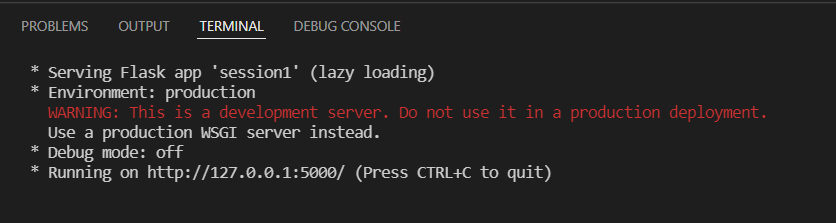 PROBLEMS OUTPUT TERMINAL DEBUG CONSOLE
* Serving Flask app 'session1' (lazy loading)
* Environment: production
WARNING: This is a development server. Do not use it in a production deployment.
Use a production WSGI server instead.
* Debug mode: off
* Running on http://127.0.0.1:5000/ (Press CTRL+C to quit)